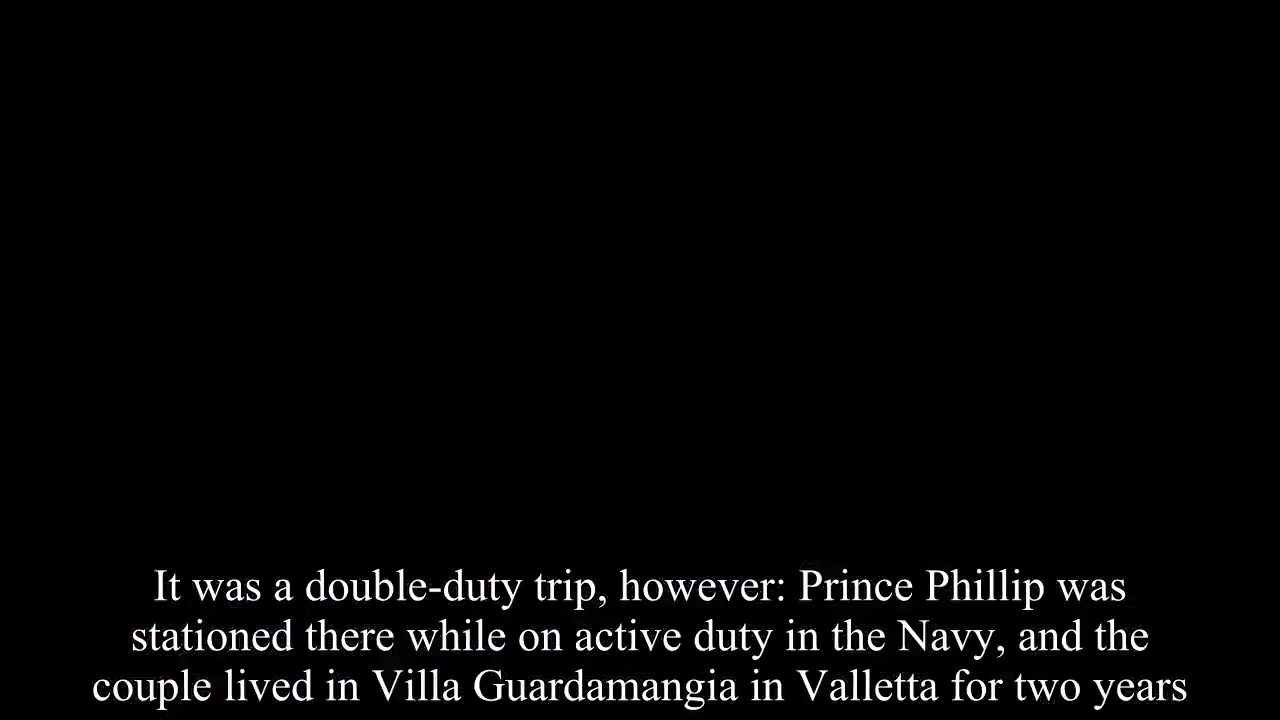 It was a double-duty trip, however: Prince Phillip was
stationed there while on active duty in the Navy, and the
couple lived in Villa Guardamangia in Valletta for two years